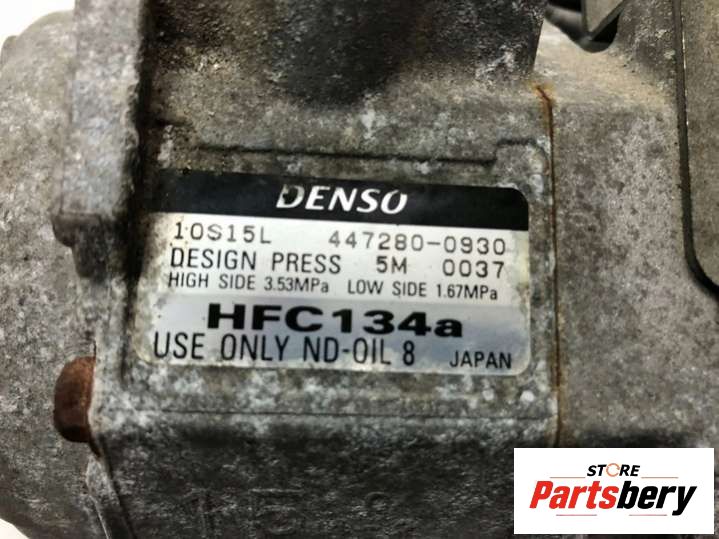 DENSO
10S15L 447280-0930
DESIGN PRESS 5M 0037
HIGH SIDE 3.53MPa LOW SIDE 1.67MPa
HFC134a
USE ONLY ND-OIL 8 JAPAN
STORE
Partsbery